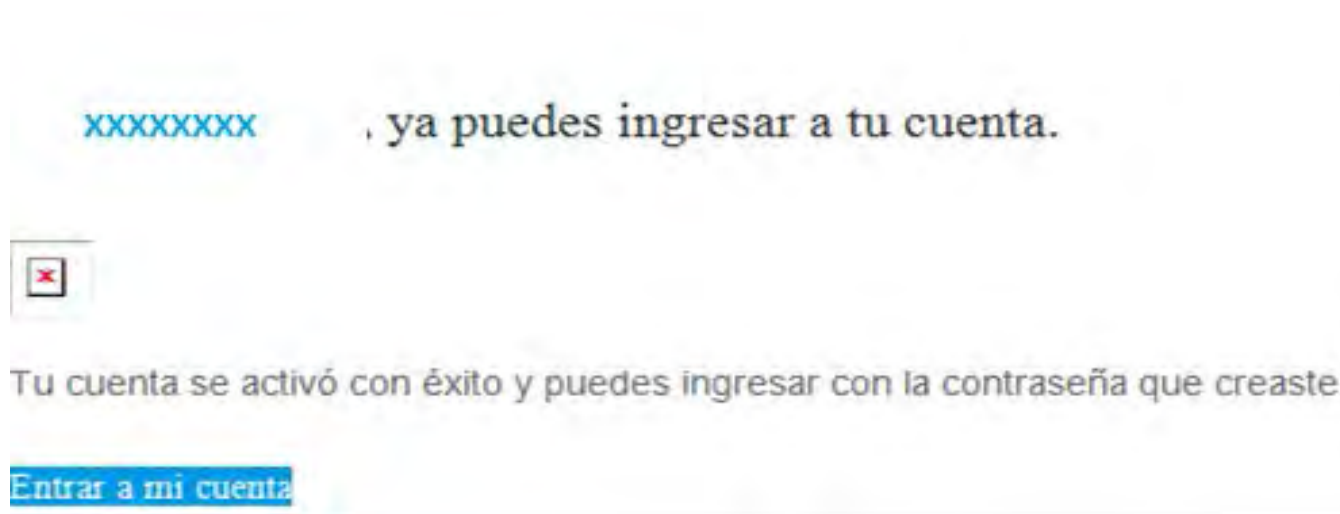 xxxxxxxx , ya puedes ingresar a tu cuenta.
Tu cuenta se activó con éxito y puedes ingresar con la contraseña que creaste
Entrar a mi cuenta